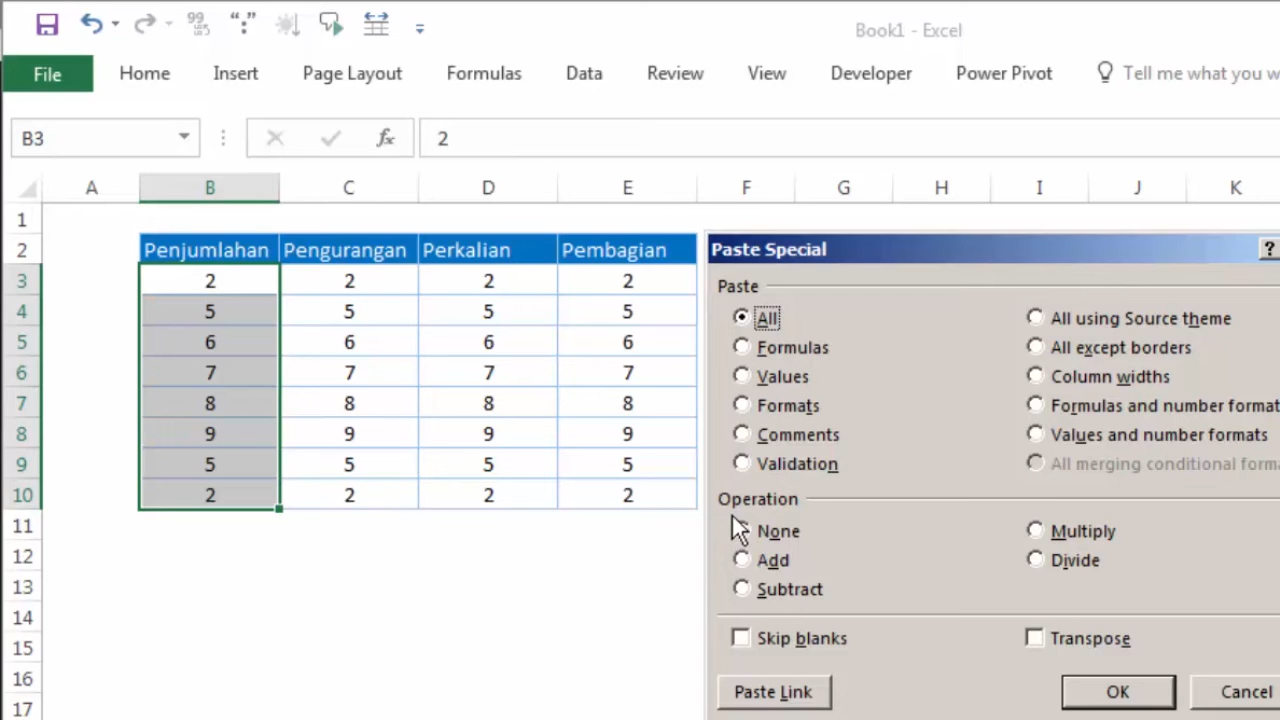 Book1 - Excel
File Home Insert Page Layout Formulas Data Review View Developer Power Pivot Tell me what you w
B3 fx 2
A B C D E F G H I J K
1
2 Penjumlahan Pengurangan Perkalian Pembagian
3 2 2 2 2
4 5 5 5 5
5 6 6 6 6
6 7 7 7 7
7 8 8 8 8
8 9 9 9 9
9 5 5 5 5
10 2 2 2 2
11
12
13
14
15
16
17
Paste Special ?
Paste
All All using Source theme
Formulas All except borders
Values Column widths
Formats Formulas and number format
Comments Values and number formats
Validation All merging conditional forma
Operation
None Multiply
Add Divide
Subtract
Skip blanks Transpose
Paste Link OK Cancel